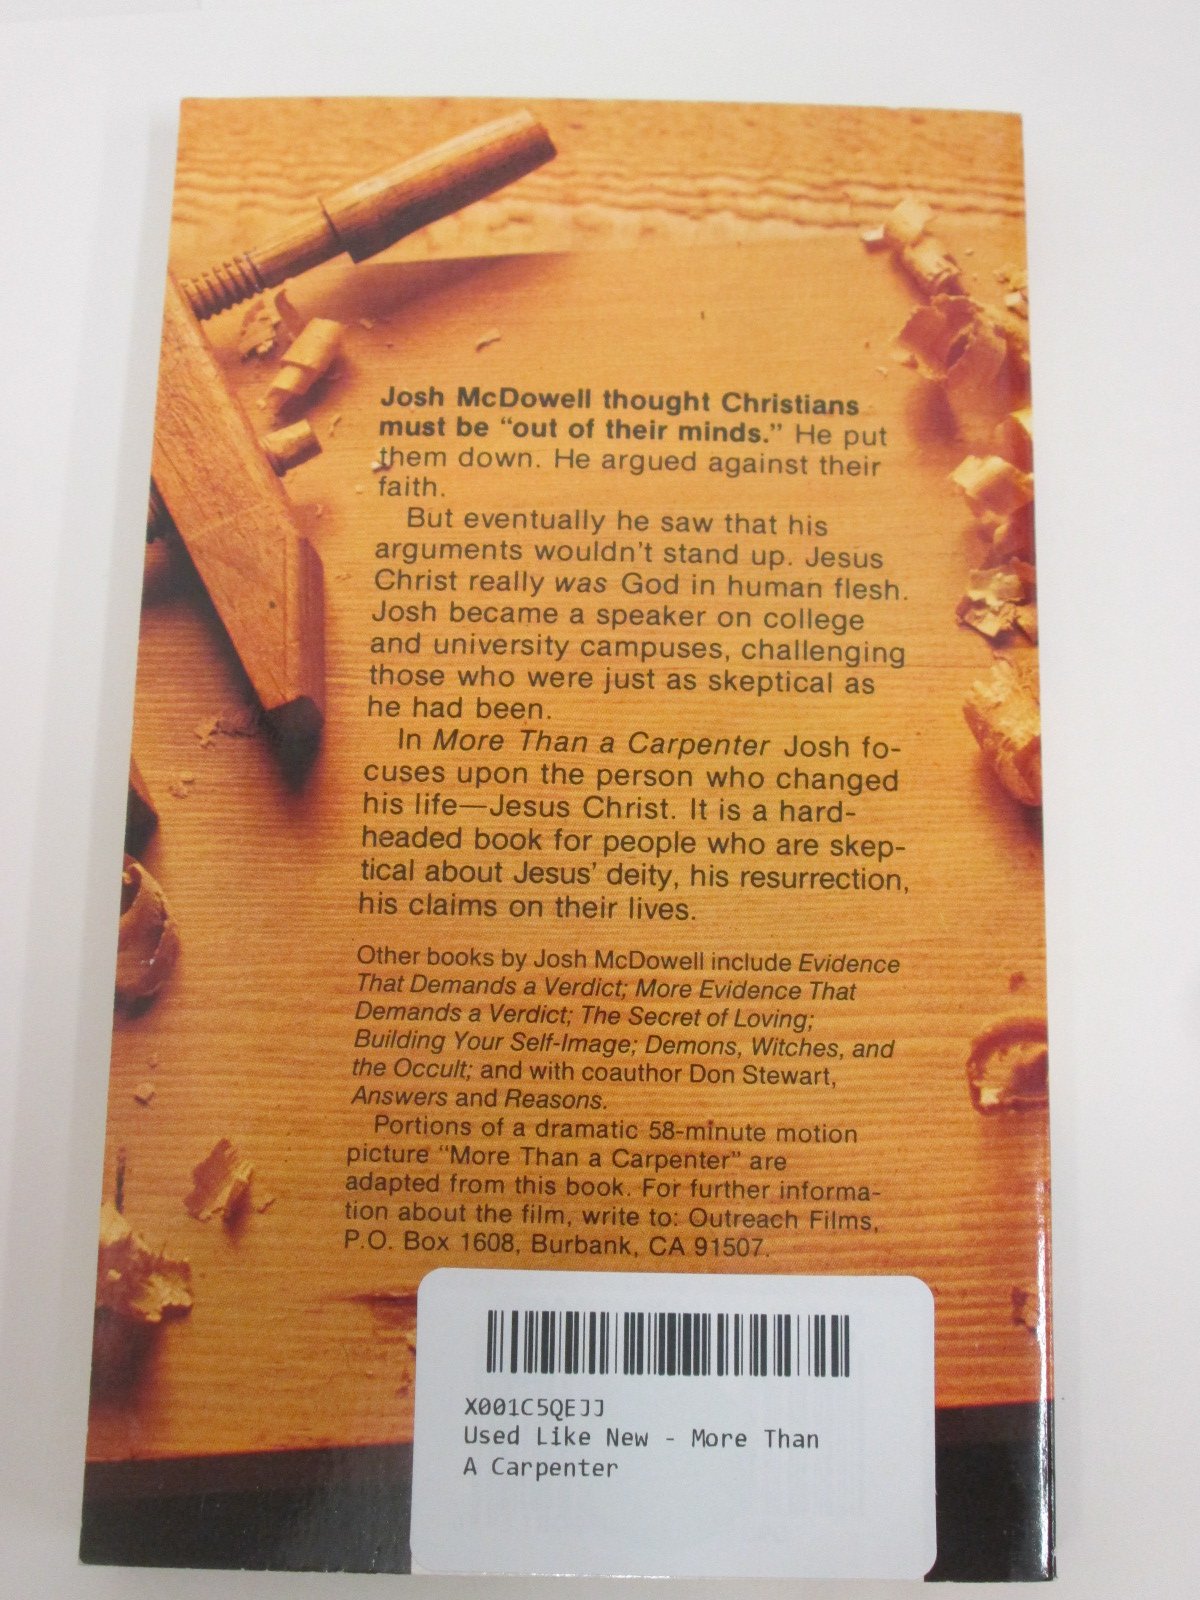 Josh McDowell thought Christians
must be “out of their minds.” He put
them down. He argued against their
faith.
But eventually he saw that his
arguments wouldn't stand up. Jesus
Christ really was God in human flesh.
Josh became a speaker on college
and university campuses, challenging
those who were just as skeptical as
he had been.
In More Than a Carpenter Josh fo-
cuses upon the person who changed
his life—Jesus Christ. It is a hard-
headed book for people who are skep-
tical about Jesus' deity, his resurrection,
his claims on their lives.
Other books by Josh McDowell include Evidence
That Demands a Verdict; More Evidence That
Demands a Verdict; The Secret of Loving;
Building Your Self-Image; Demons, Witches, and
the Occult; and with coauthor Don Stewart,
Answers and Reasons.
Portions of a dramatic 58-minute motion
picture “More Than a Carpenter” are
adapted from this book. For further informa-
tion about the film, write to: Outreach Films,
P.O. Box 1608, Burbank, CA 91507.
X001C5QEJJ
Used Like New - More Than
A Carpenter